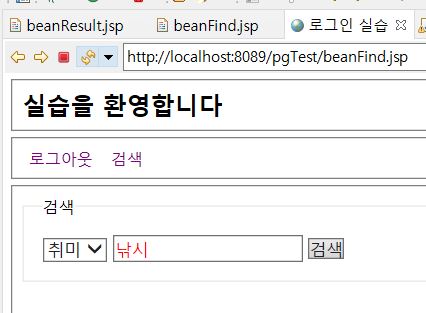 beanResult.jsp beanFind.jsp 로그인 실습
http://localhost:8089/pgTest/beanFind.jsp
실습을 환영합니다
로그아웃 검색
검색
취미 낚시 검색